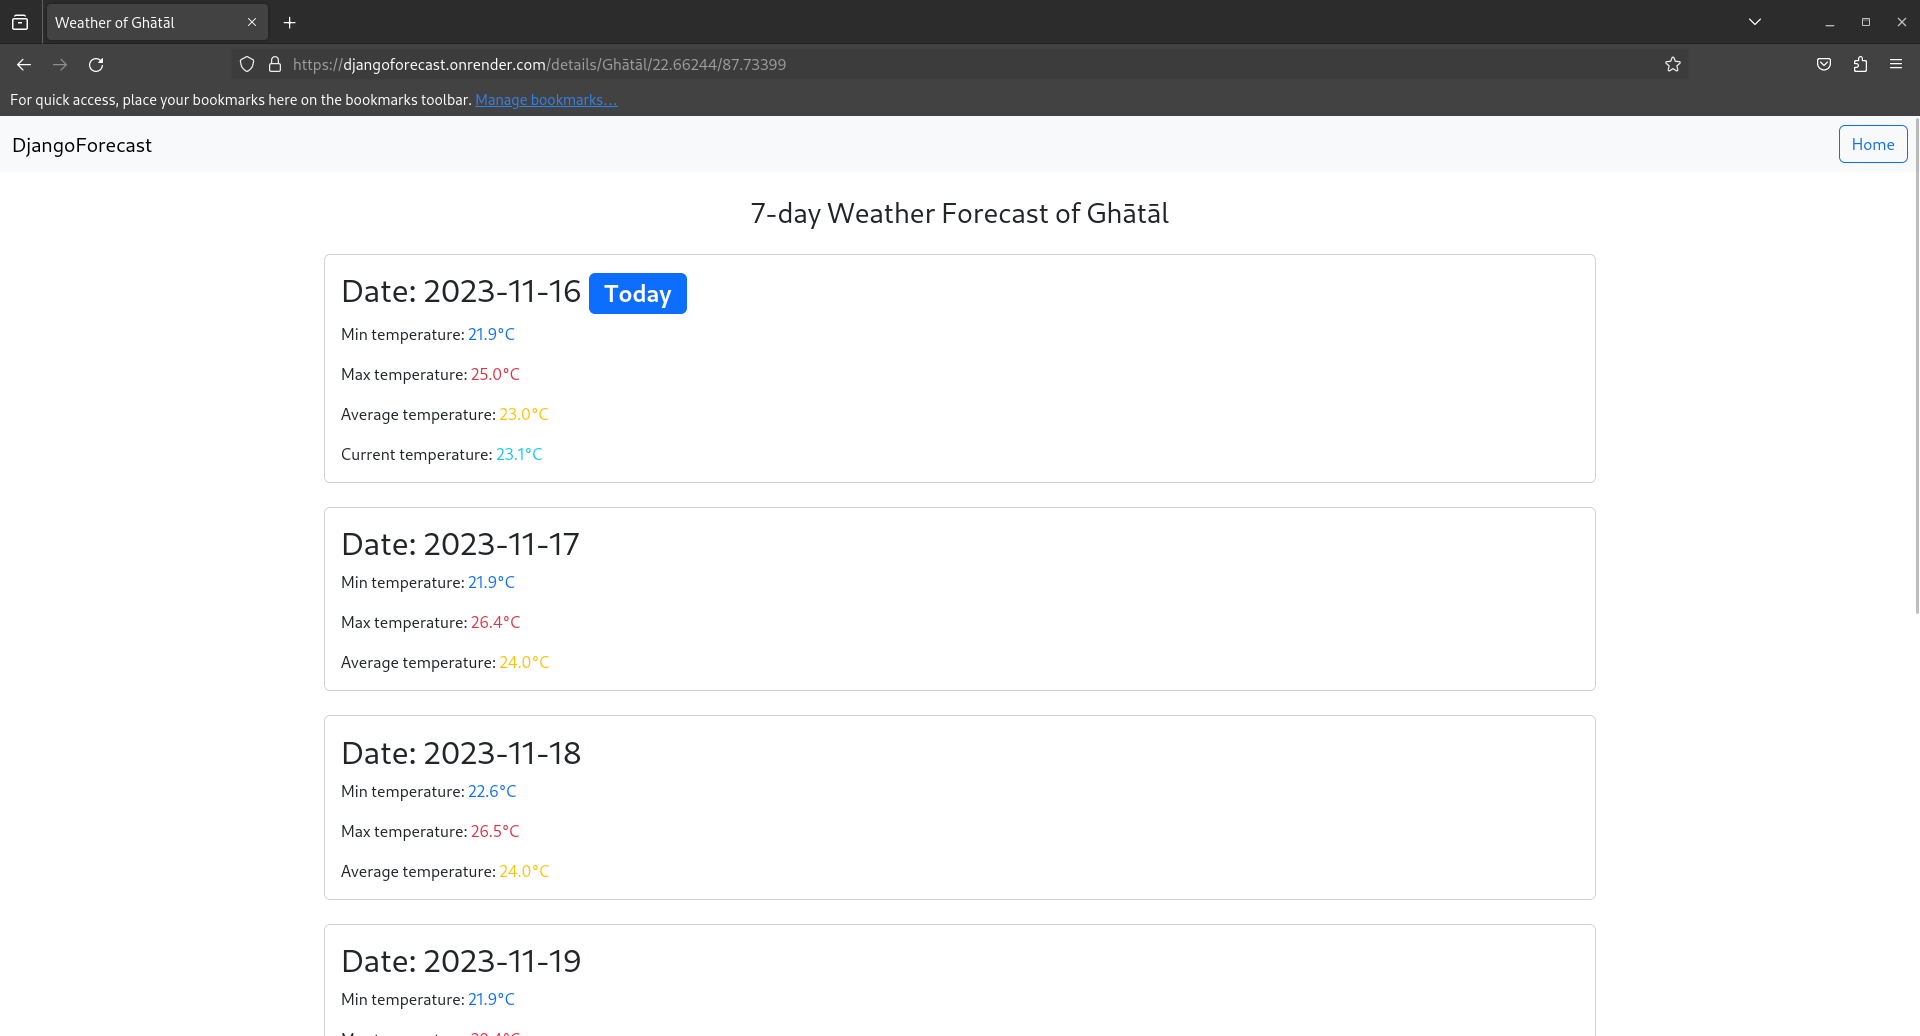 Weather of Ghātāl
https://djangoforecast.onrender.com/details/Ghātāl/22.66244/87.73399
For quick access, place your bookmarks here on the bookmarks toolbar. Manage bookmarks...
DjangoForecast
Home
7-day Weather Forecast of Ghātāl
Date: 2023-11-16 Today
Min temperature: 21.9°C
Max temperature: 25.0°C
Average temperature: 23.0°C
Current temperature: 23.1°C
Date: 2023-11-17
Min temperature: 21.9°C
Max temperature: 26.4°C
Average temperature: 24.0°C
Date: 2023-11-18
Min temperature: 22.6°C
Max temperature: 26.5°C
Average temperature: 24.0°C
Date: 2023-11-19
Min temperature: 21.9°C